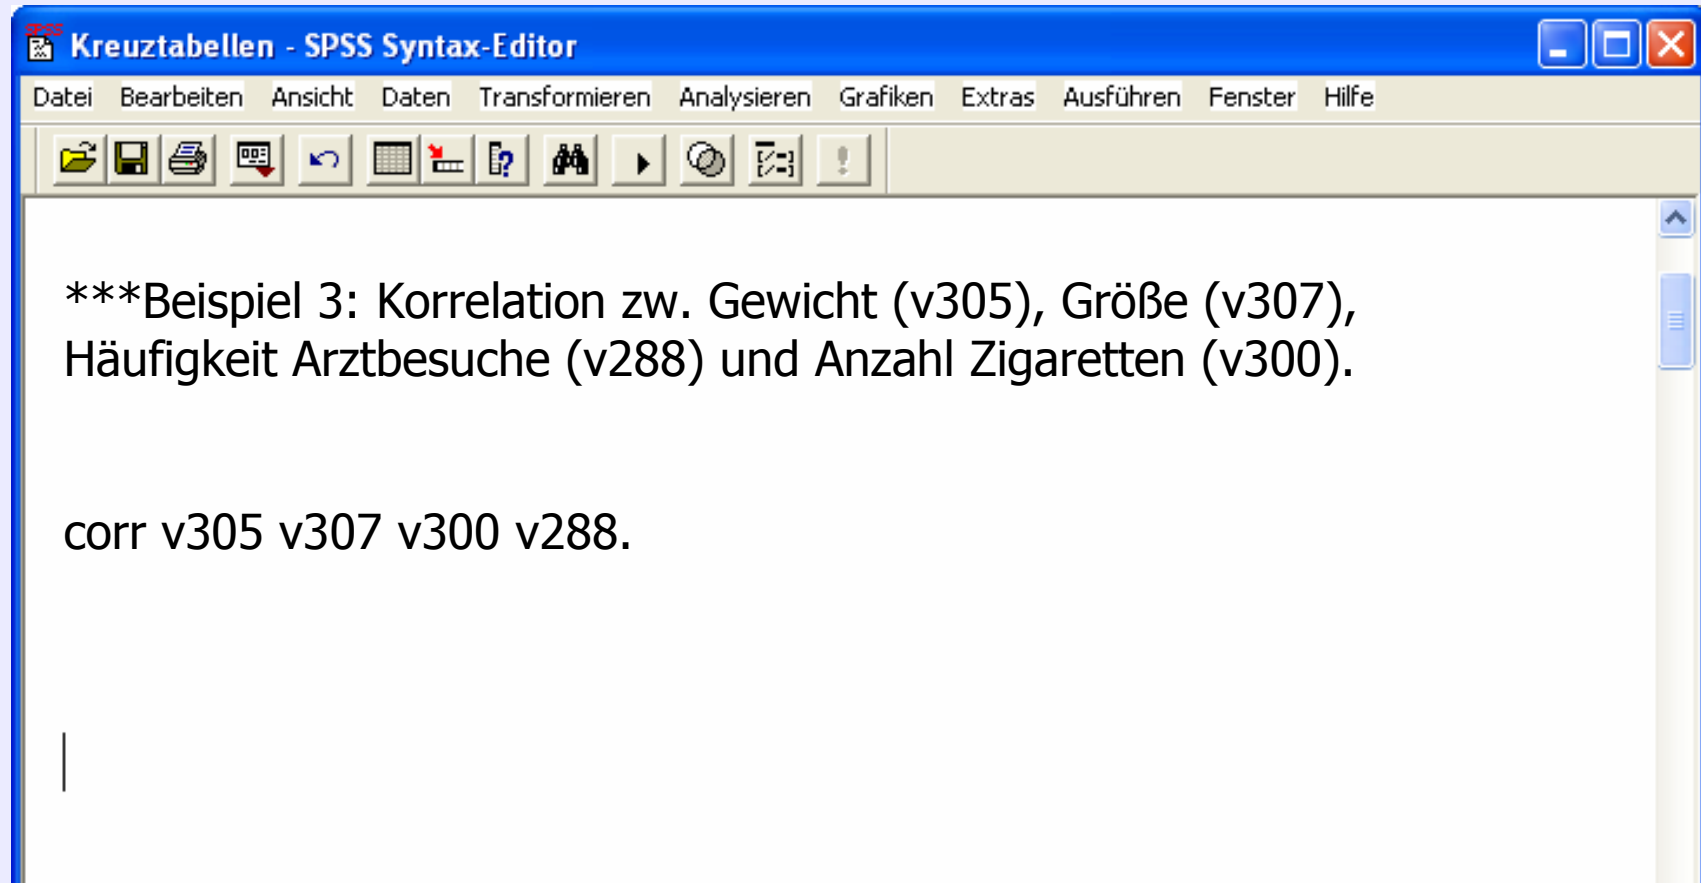 SPSS
Kreuztabellen - SPSS Syntax-Editor
Datei Bearbeiten Ansicht Daten Transformieren Analysieren Grafiken Extras Ausführen Fenster Hilfe
***Beispiel 3: Korrelation zw. Gewicht (v305), Größe (v307),
Häufigkeit Arztbesuche (v288) und Anzahl Zigaretten (v300).
corr v305 v307 v300 v288.